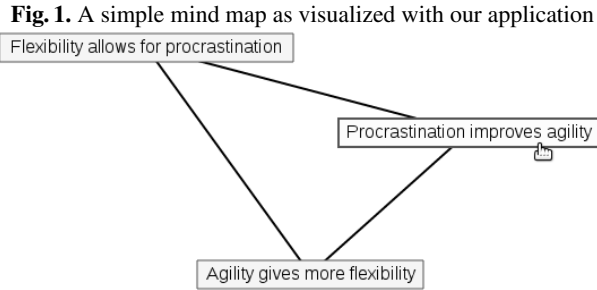 Fig. 1. A simple mind map as visualized with our application
Flexibility allows for procrastination
Procrastination improves agility
Agility gives more flexibility